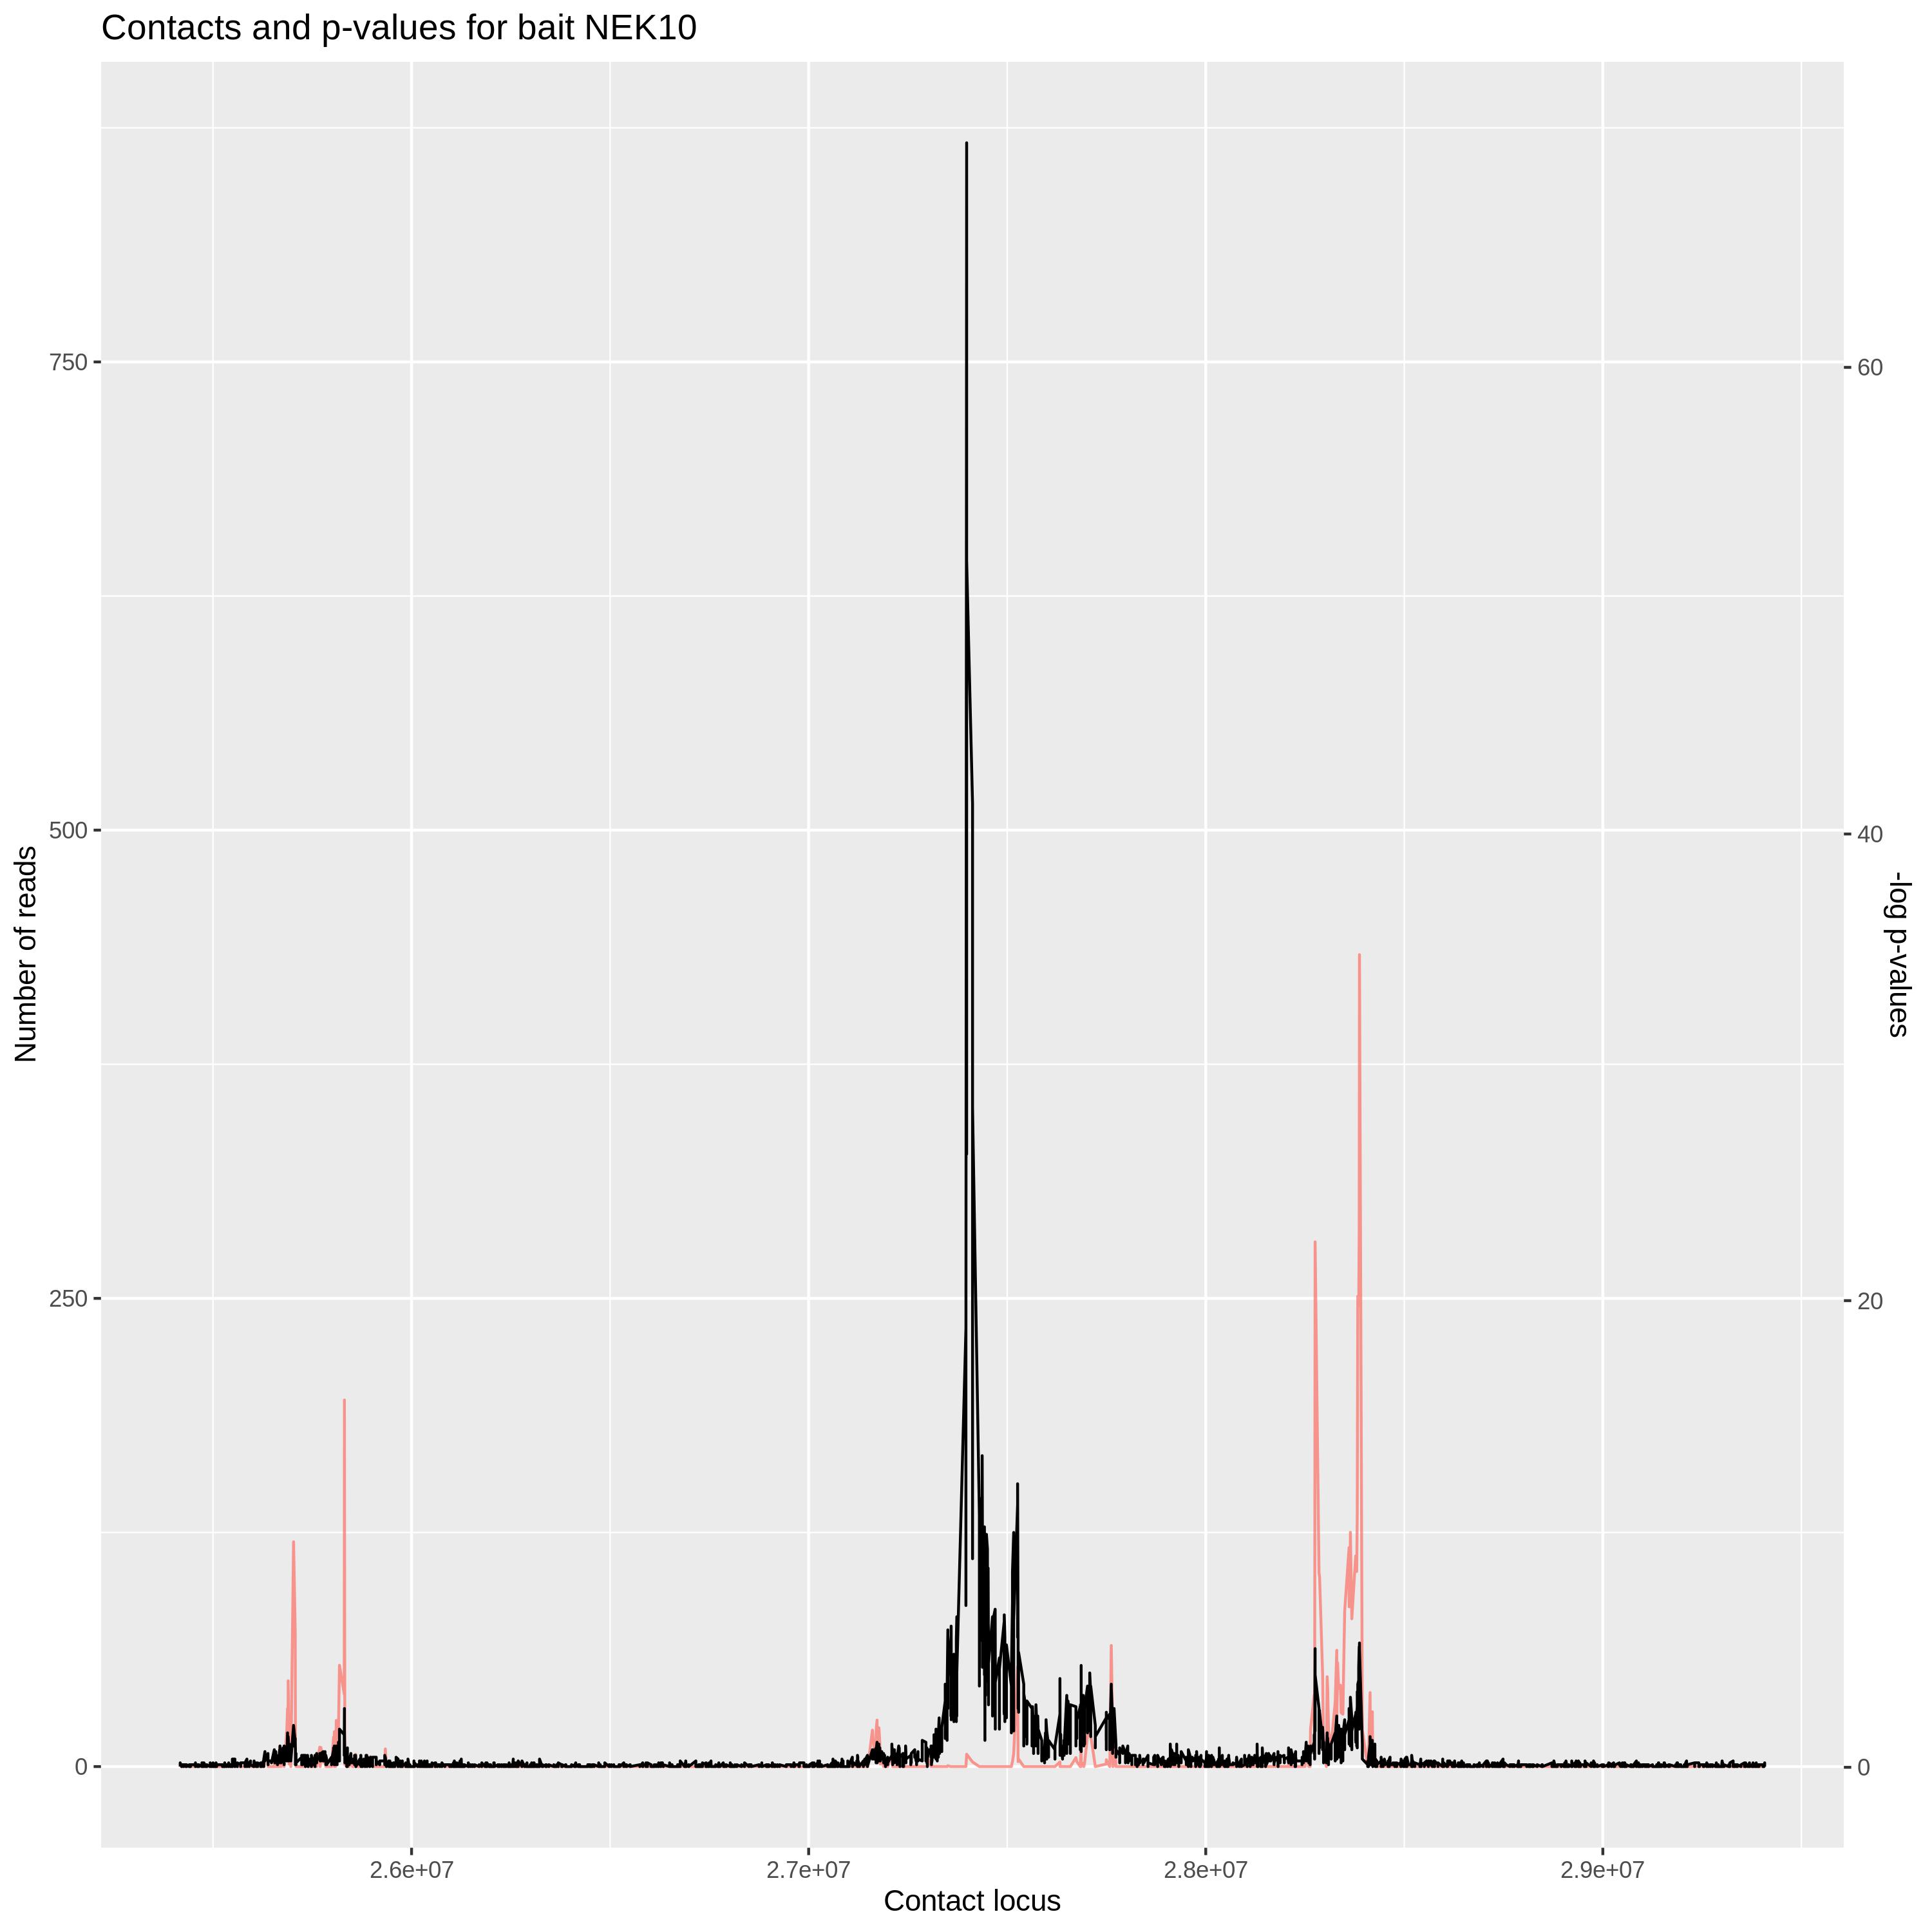 Contacts and p-values for bait NEK10
750
500
250
0
60
40
20
0
Number of reads
-log p-values
2.6e+07
2.7e+07
2.8e+07
2.9e+07
Contact locus